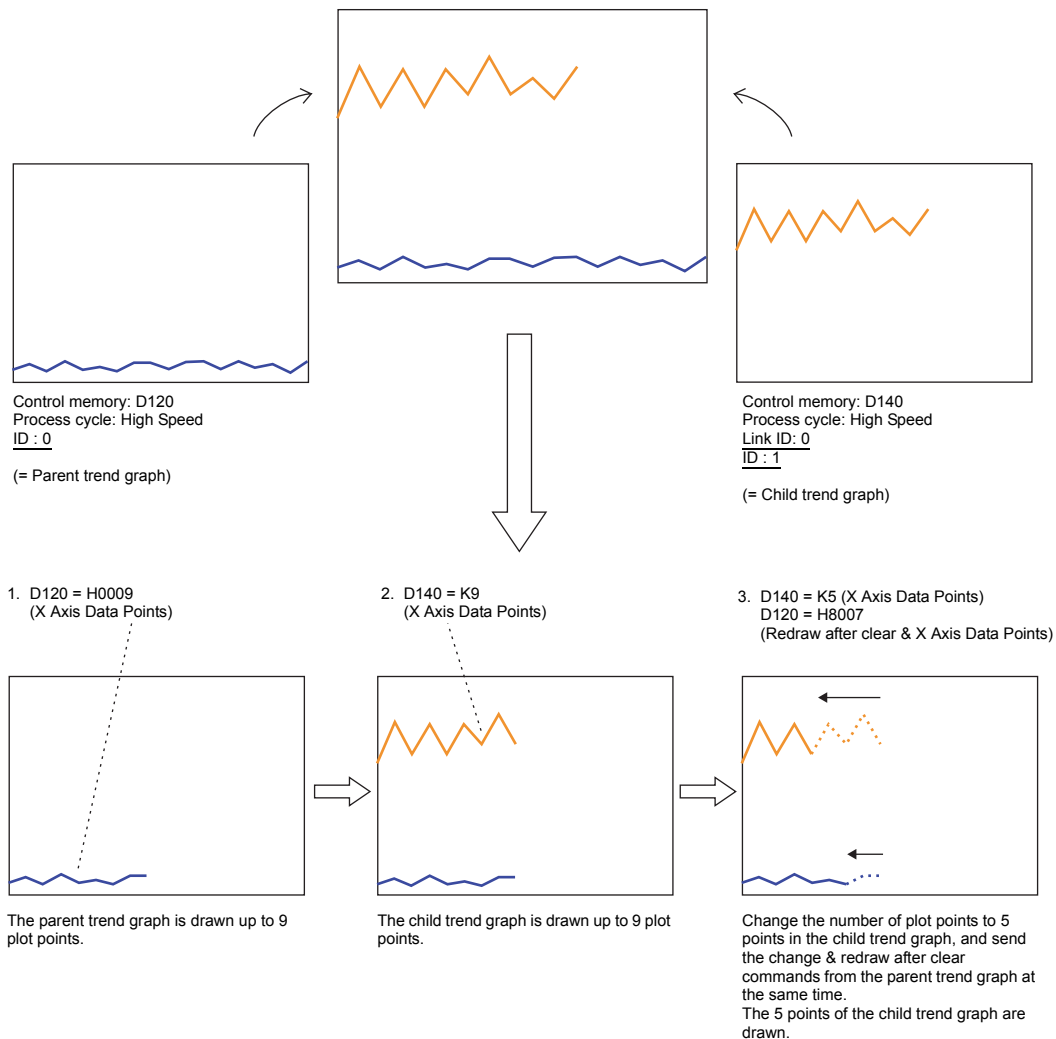 Control memory: D120
Process cycle: High Speed
ID : 0
(= Parent trend graph)
Control memory: D140
Process cycle: High Speed
Link ID: 0
ID : 1
(= Child trend graph)
1. D120 = H0009
(X Axis Data Points)
2. D140 = K9
(X Axis Data Points)
3. D140 = K5 (X Axis Data Points)
D120 = H8007
(Redraw after clear & X Axis Data Points)
The parent trend graph is drawn up to 9
plot points.
The child trend graph is drawn up to 9 plot
points.
Change the number of plot points to 5
points in the child trend graph, and send
the change & redraw after clear
commands from the parent trend graph at
the same time.
The 5 points of the child trend graph are
drawn.